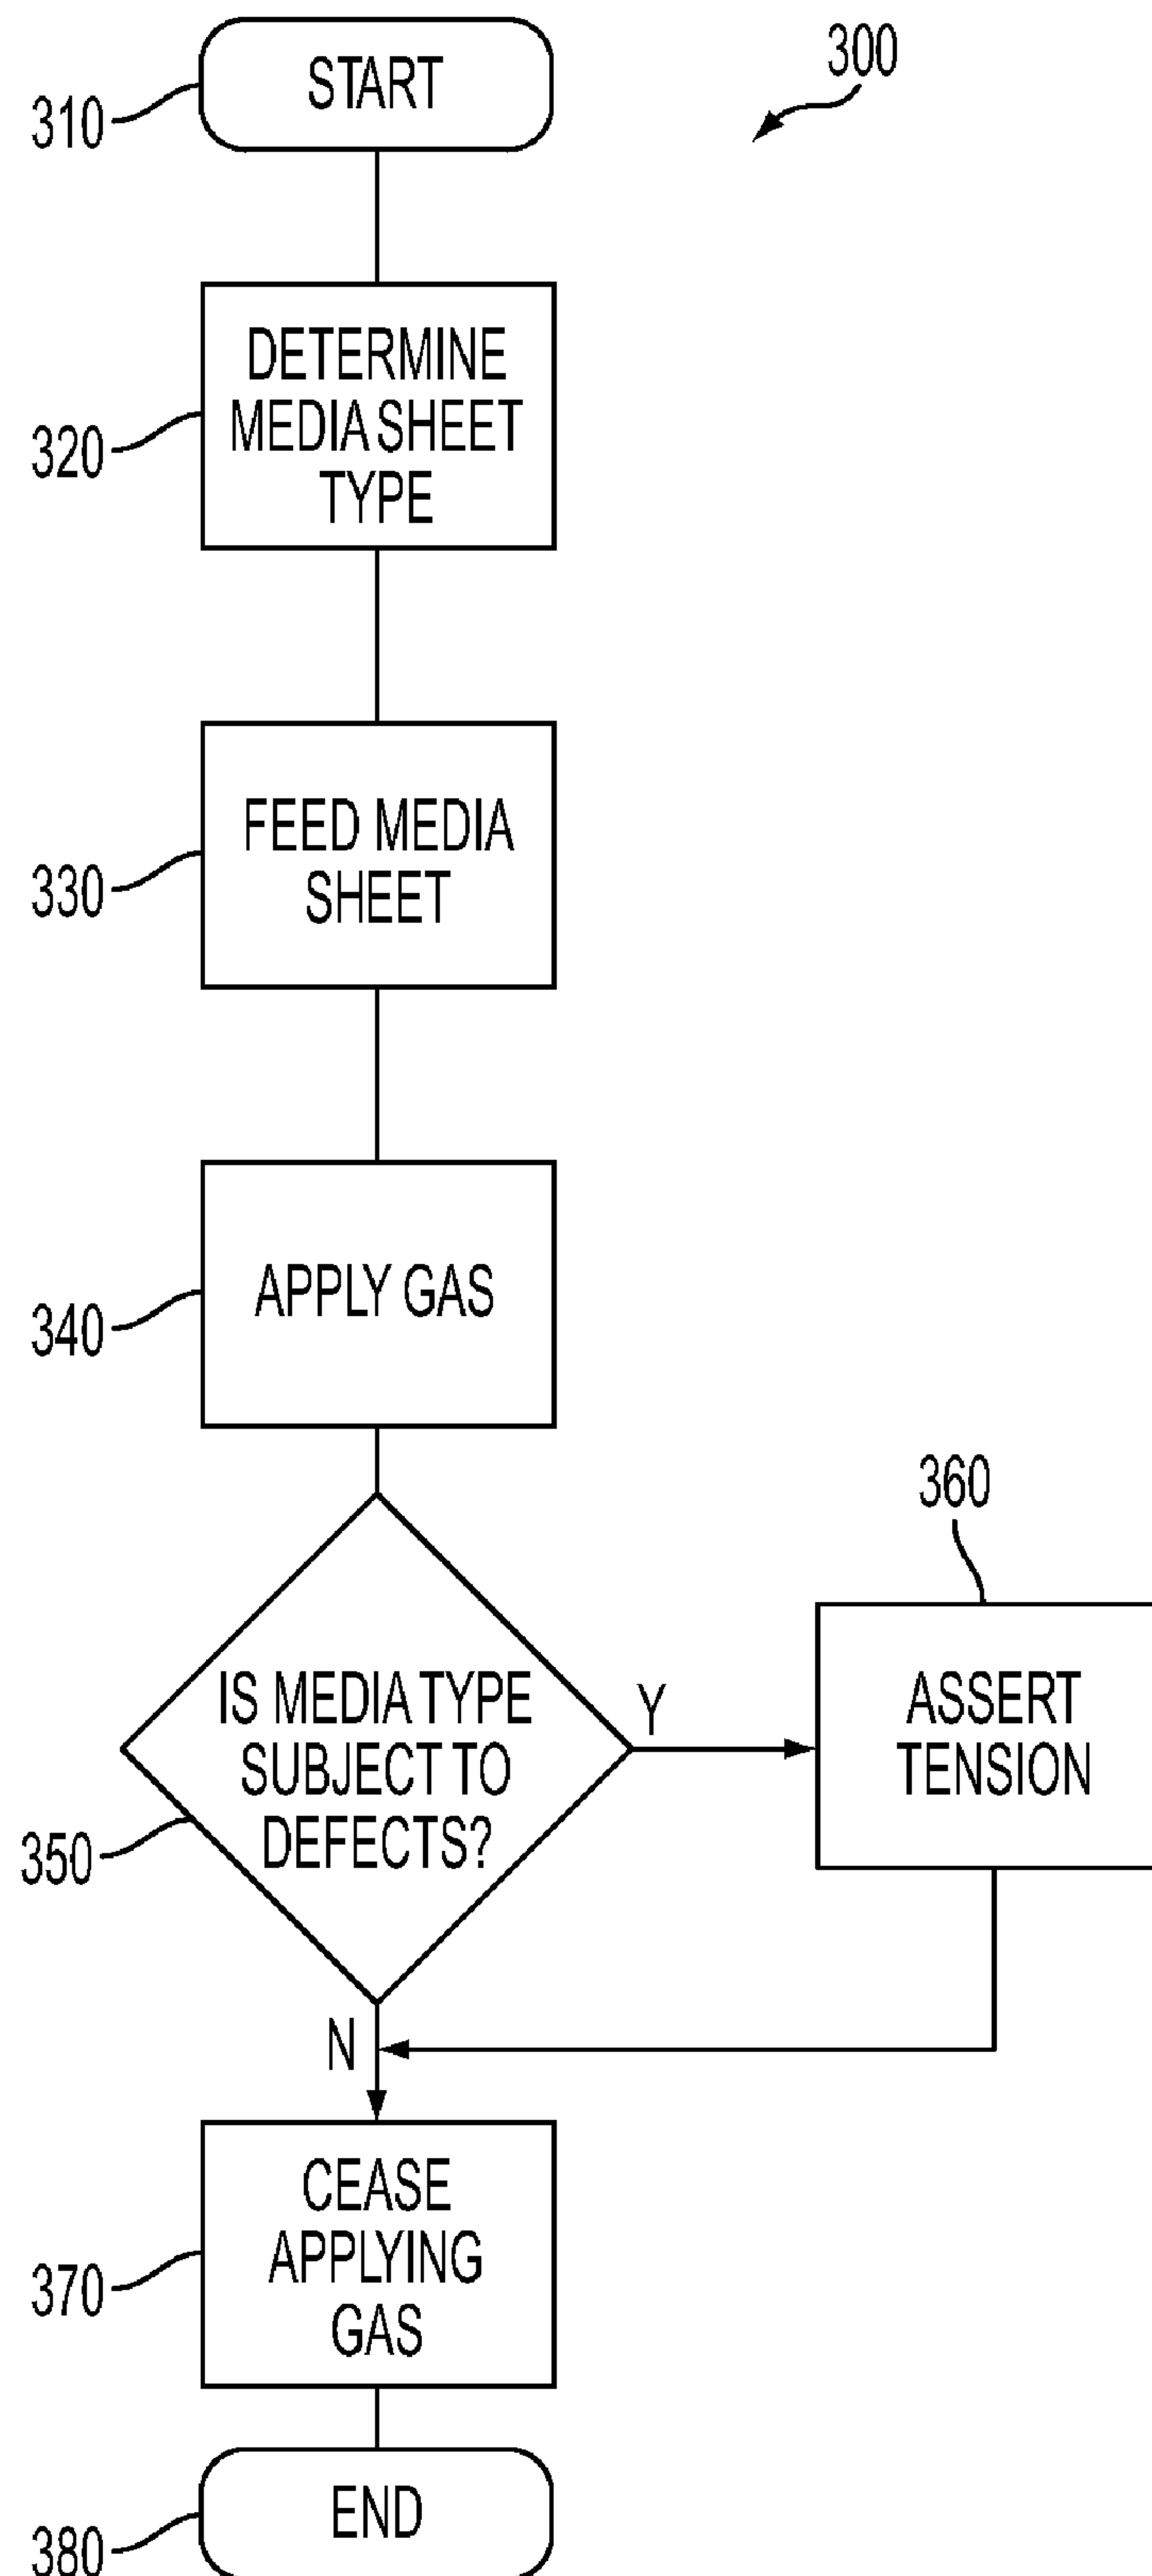 300
310
START
320
DETERMINE
MEDIA SHEET
TYPE
330
FEED MEDIA
SHEET
340
APPLY GAS
350
IS MEDIA TYPE
SUBJECT TO
DEFECTS?
Y
360
ASSERT
TENSION
N
370
CEASE
APPLYING
GAS
380
END